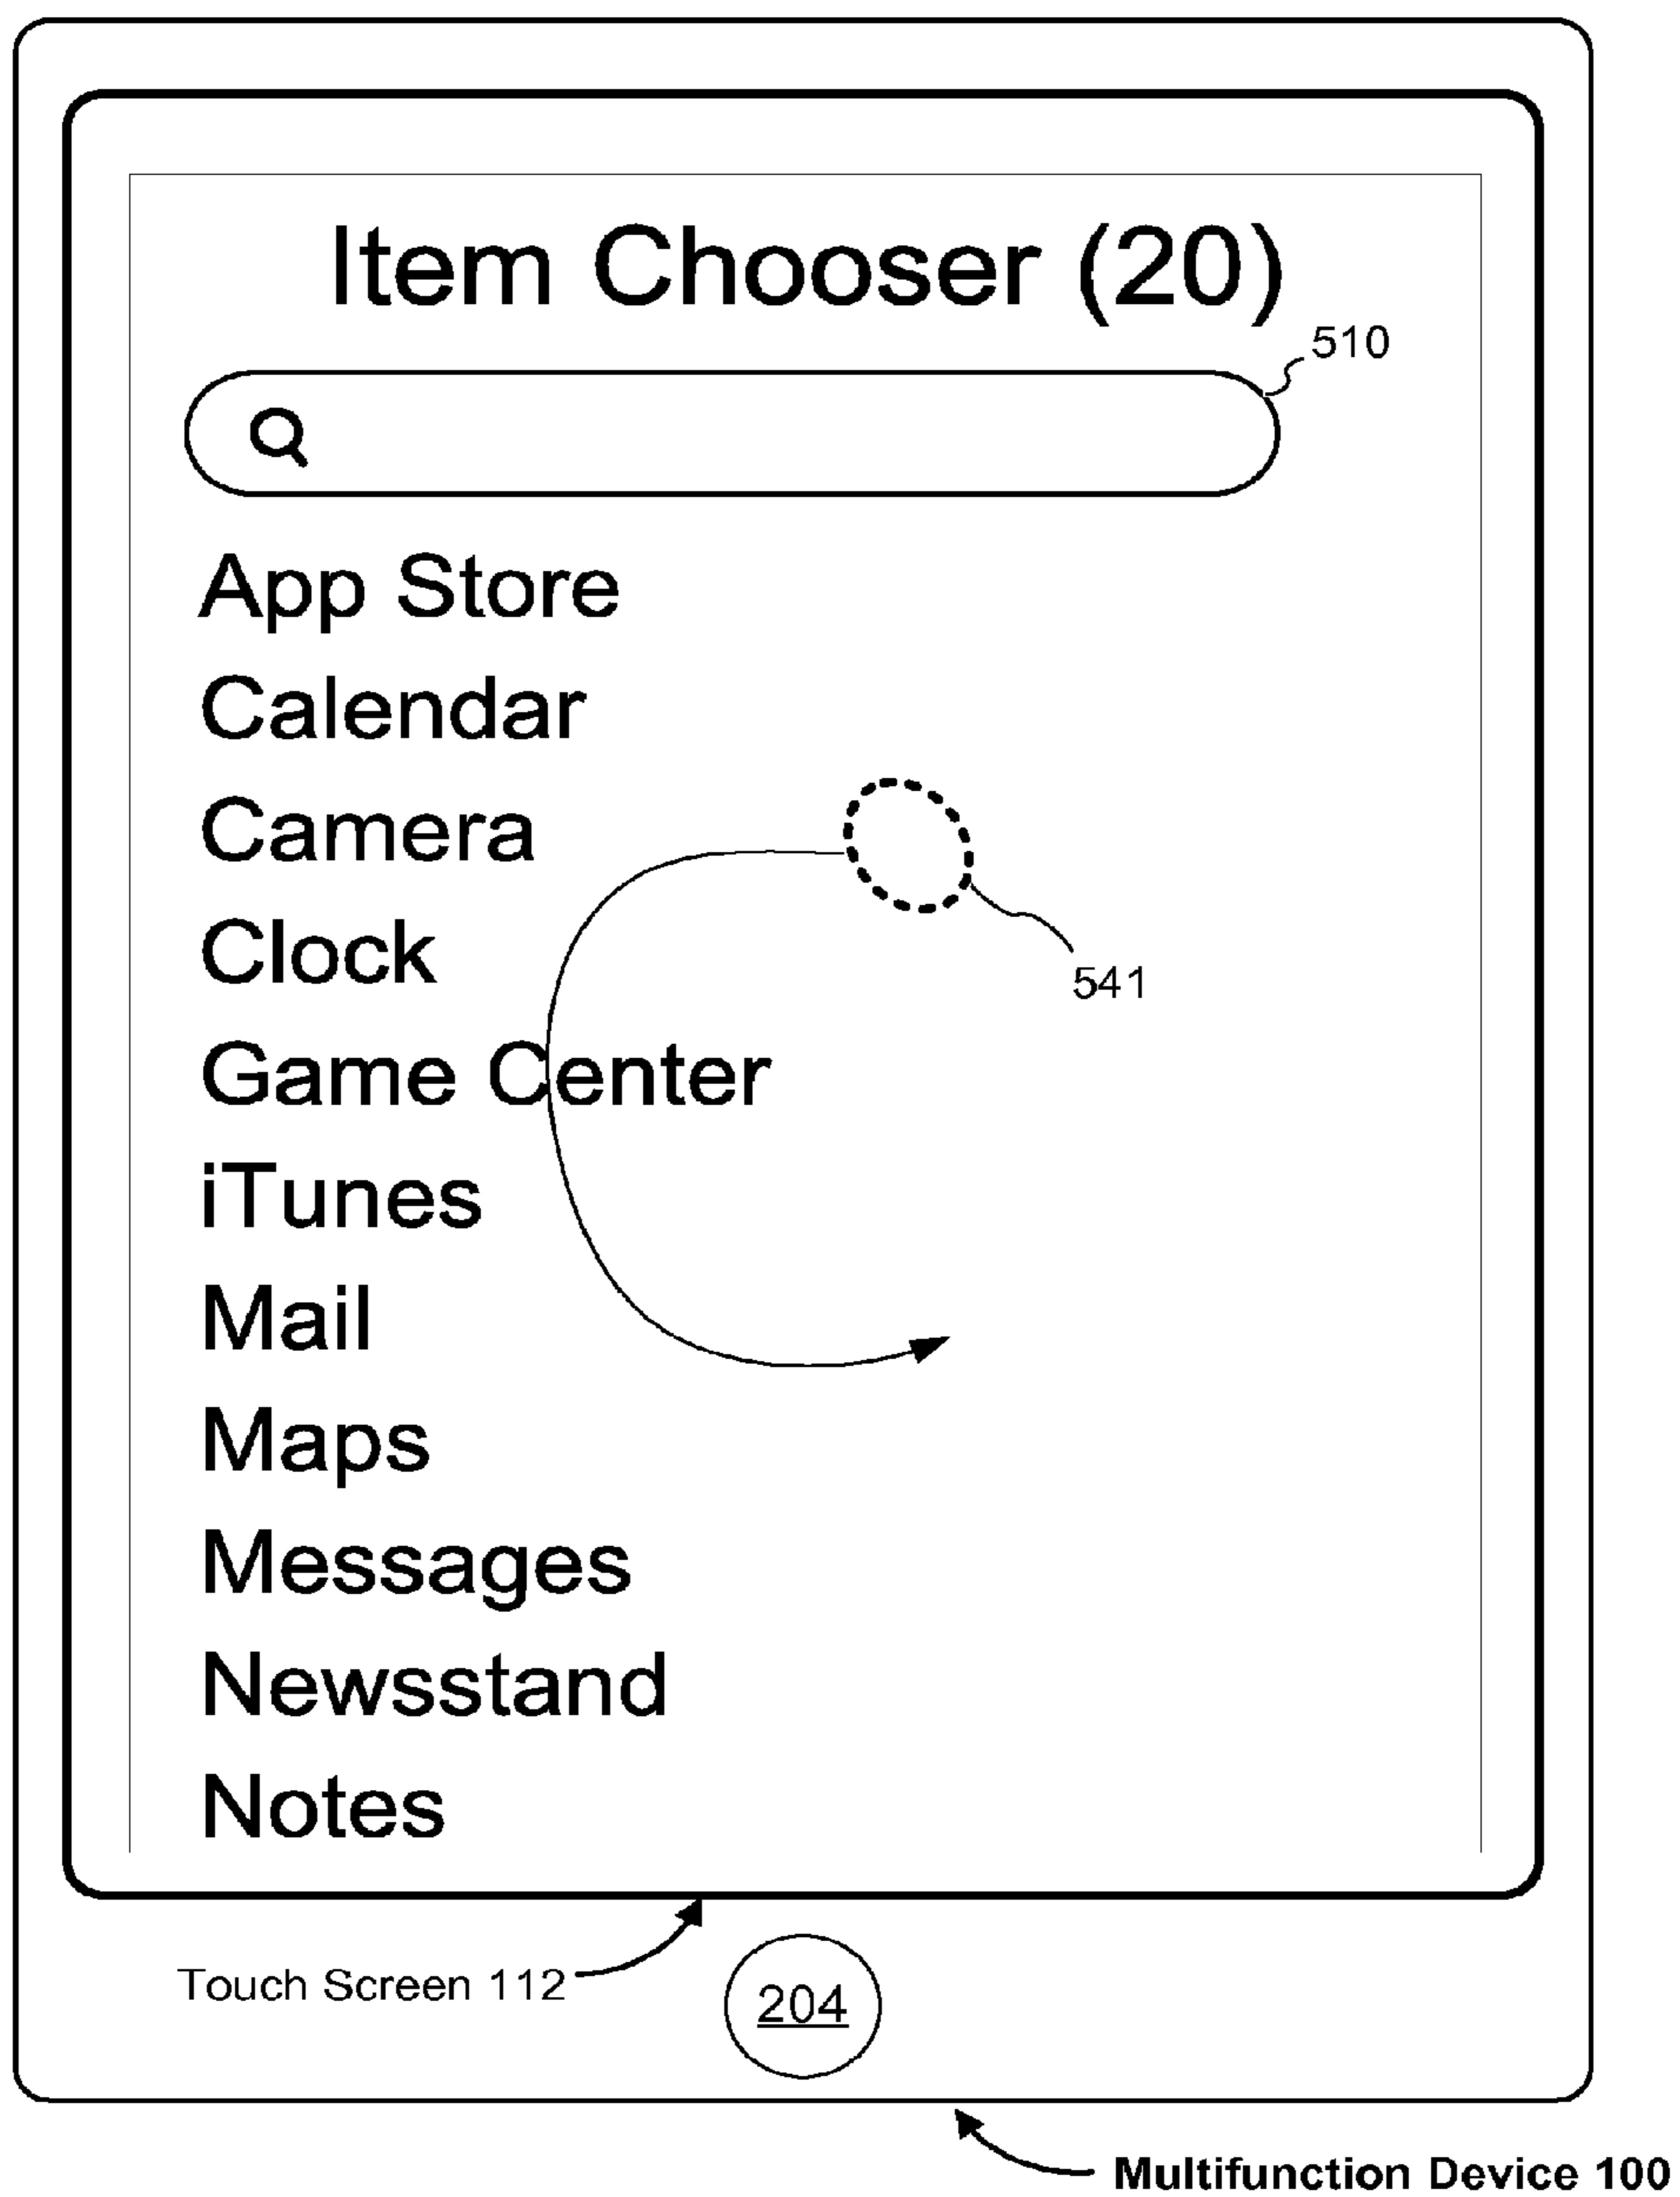 Item Chooser (20)
510
App Store
Calendar
Camera
Clock
541
Game Center
iTunes
Mail
Maps
Messages
Newsstand
Notes
Touch Screen 112
204
Multifunction Device 100